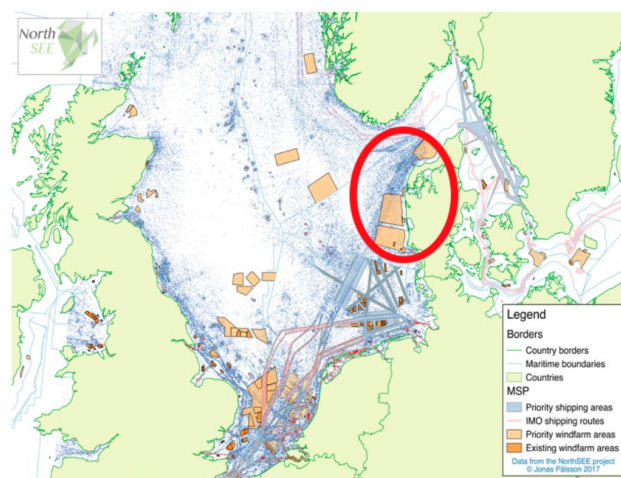 North
SEE
Legend
Borders
Country borders
Maritime boundaries
Countries
MSP
Priority shipping areas
IMO shipping routes
Priority windfarm areas
Existing windfarm areas
Data from the NorthSEE project
© Jonas Pålsson 2017